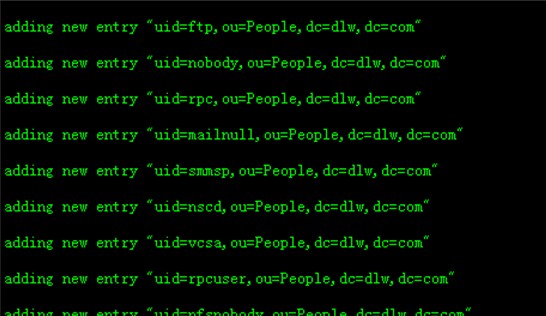 adding new entry "uid=ftp,ou=People,dc=dlw,dc=com"
adding new entry "uid=nobody,ou=People,dc=dlw,dc=com"
adding new entry "uid=rpc,ou=People,dc=dlw,dc=com"
adding new entry "uid=mailnull,ou=People,dc=dlw,dc=com"
adding new entry "uid=smmsp,ou=People,dc=dlw,dc=com"
adding new entry "uid=nscd,ou=People,dc=dlw,dc=com"
adding new entry "uid=vcsa,ou=People,dc=dlw,dc=com"
adding new entry "uid=rpcuser,ou=People,dc=dlw,dc=com"
adding new entry "uid=nfsnobody,ou=People,dc=dlw,dc=com"